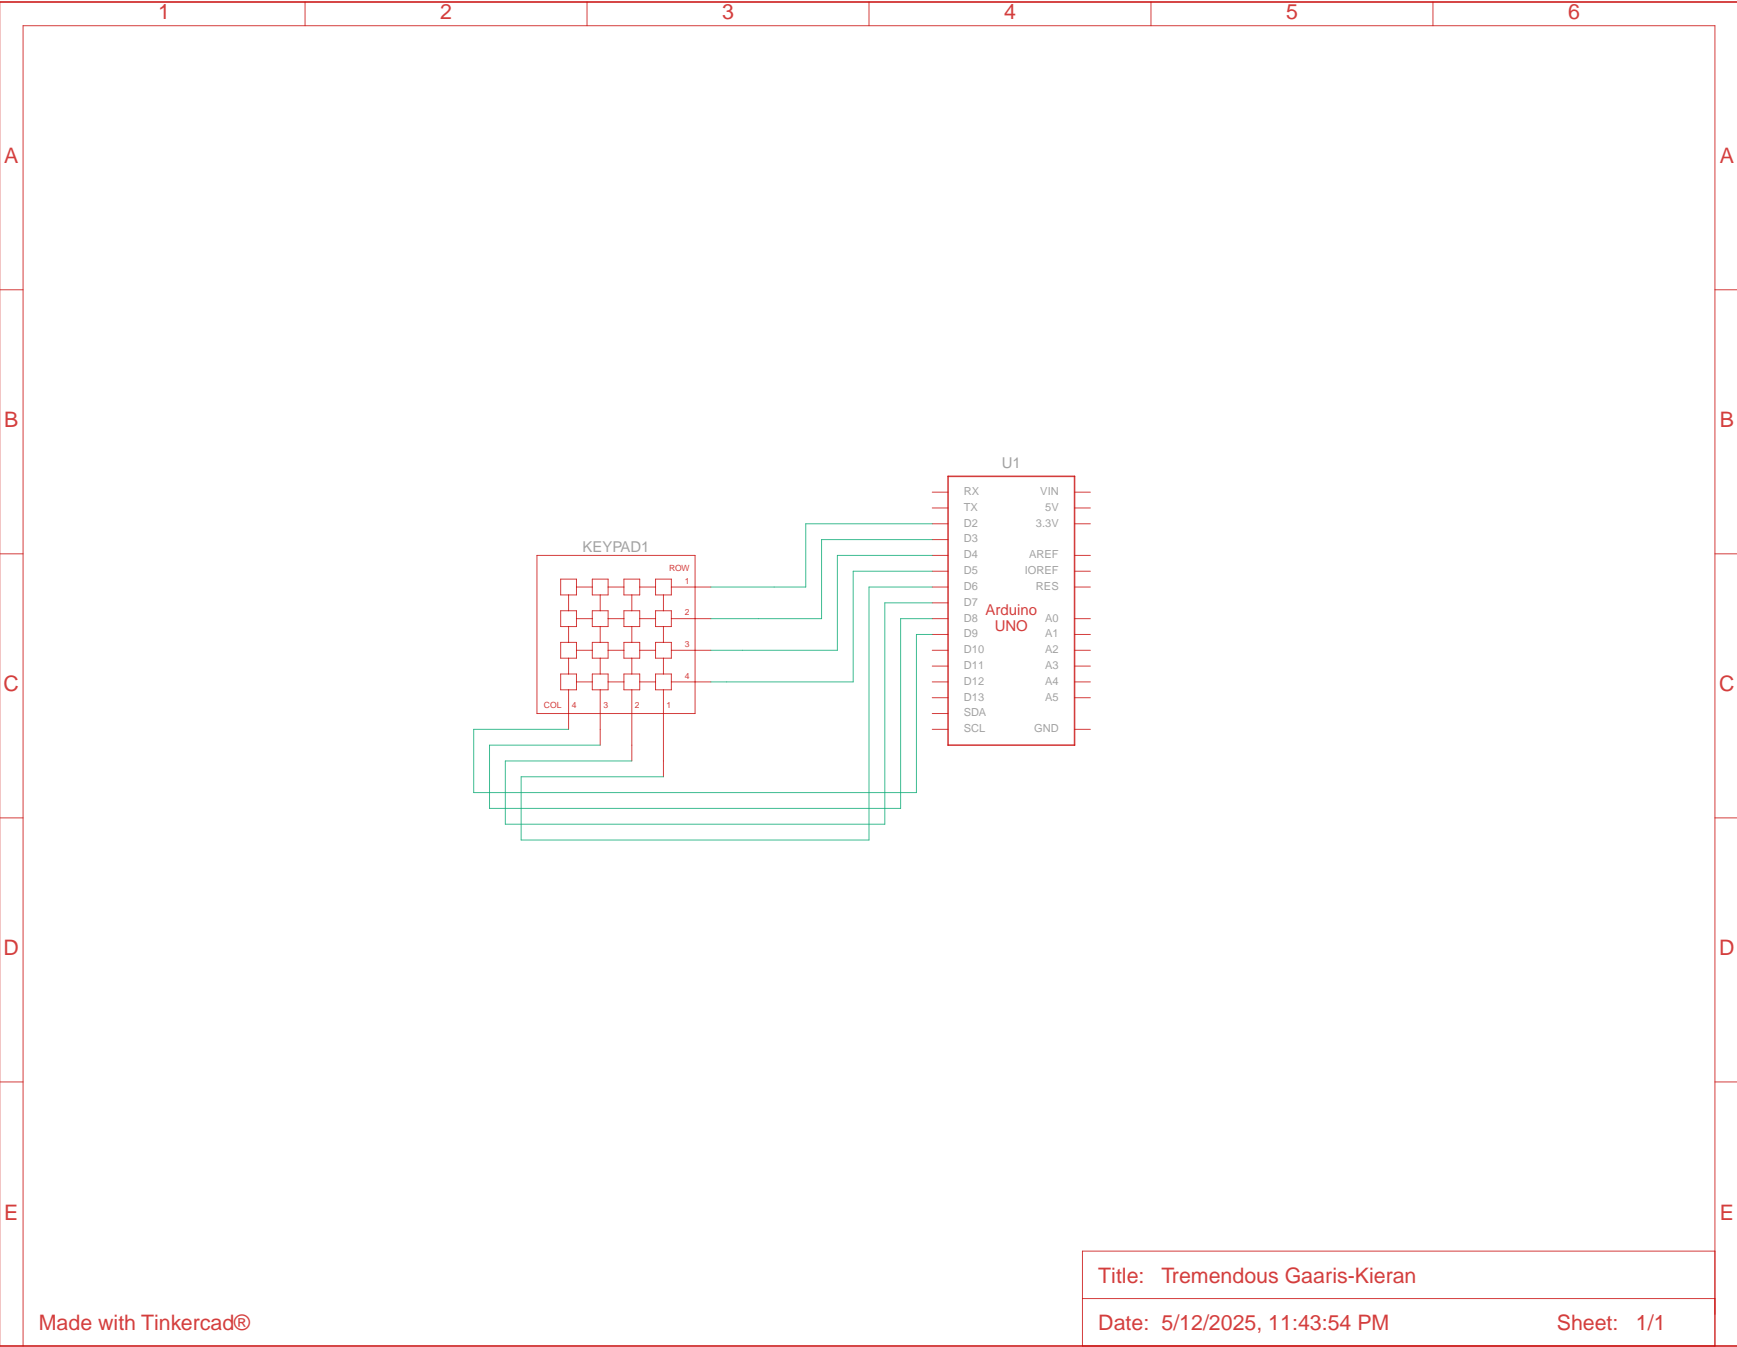 1 2 3 4 5 6
A A
B B
U1
RX VIN
TX 5V
D2 3.3V
D3
KEYPAD1
D4 AREF
ROW
D5 IOREF
1
D6 RES
D7
Arduino
2
D8 A0
UNO
D9 A1
3
D10 A2
D11 A3
4
D12 A4
C C
D13 A5
COL 4 3 2 1
SDA
SCL GND
D D
E E
Title: Tremendous Gaaris-Kieran
Made with Tinkercad®
Date: 5/12/2025, 11:43:54 PM Sheet: 1/1